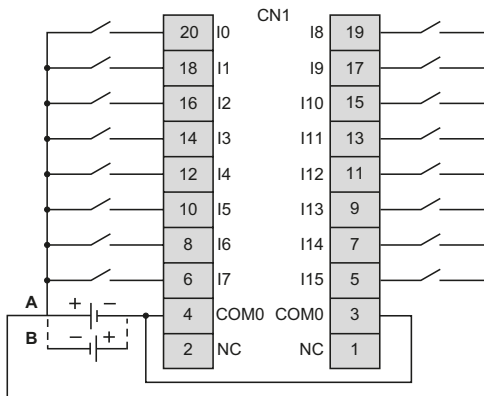 CN1
20 I0 I8 19
18 I1 I9 17
16 I2 I10 15
14 I3 I11 13
12 I4 I12 11
10 I5 I13 9
8 I6 I14 7
6 I7 I15 5
A + −
4 COM0 COM0 3
B − +
2 NC NC 1